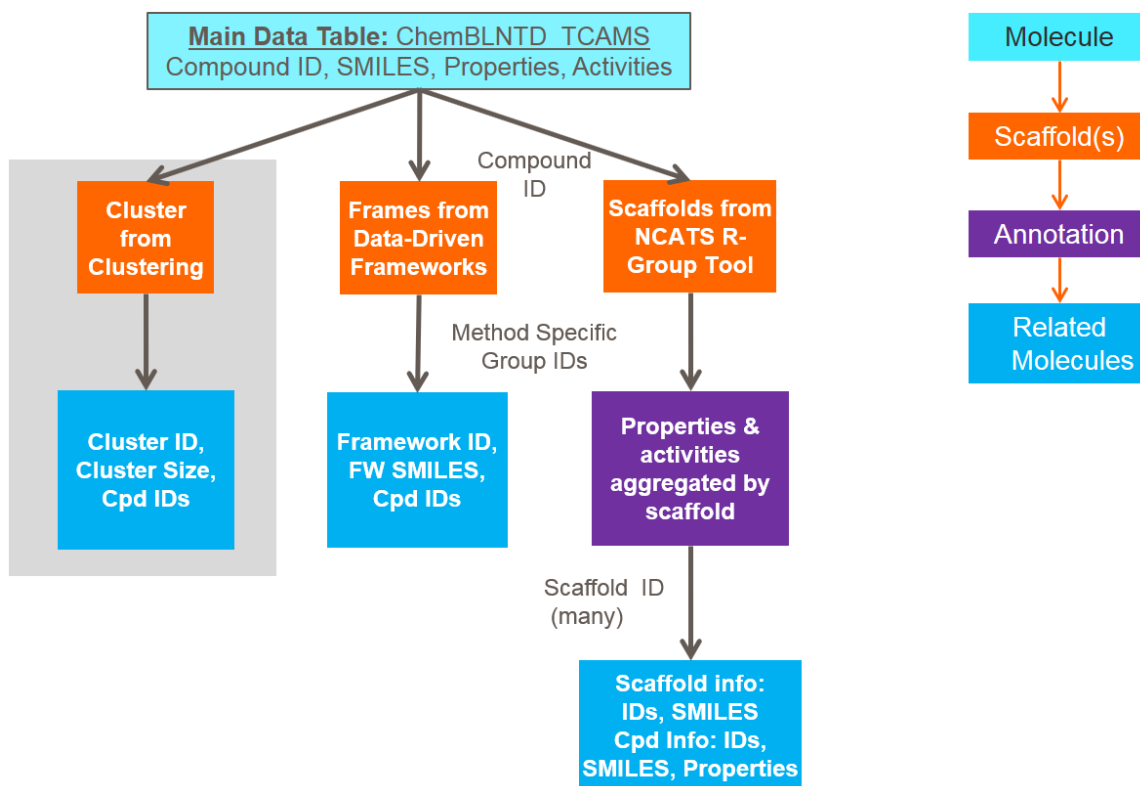 Main Data Table: ChemBLNTD_TCAMS
Compound ID, SMILES, Properties, Activities
Molecule
Scaffold(s)
Annotation
Related
Molecules
Compound
ID
Cluster
from
Clustering
Frames from
Data-Driven
Frameworks
Scaffolds from
NCATS R-
Group Tool
Method Specific
Group IDs
Cluster ID,
Cluster Size,
Cpd IDs
Framework ID,
FW SMILES,
Cpd IDs
Properties &
activities
aggregated by
scaffold
Scaffold ID
(many)
Scaffold info:
IDs, SMILES
Cpd Info: IDs,
SMILES, Properties